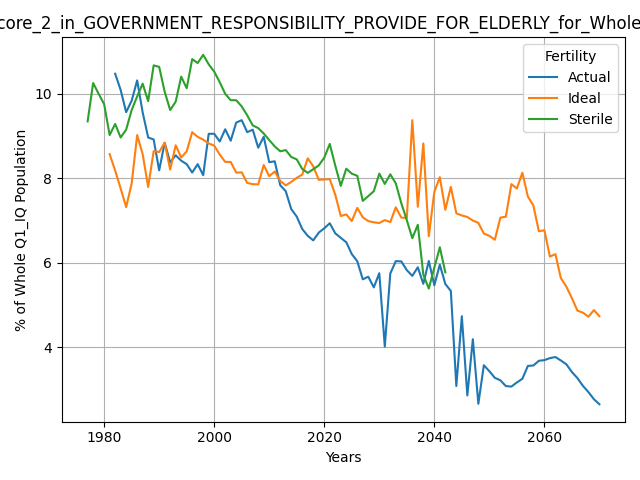 core_2_in_GOVERNMENT_RESPONSIBILITY_PROVIDE_FOR_ELDERLY_for_Whole
Fertility
Actual
Ideal
Sterile
% of Whole Q1_IQ Population
10
8
6
4
1980 2000 2020 2040 2060
Years